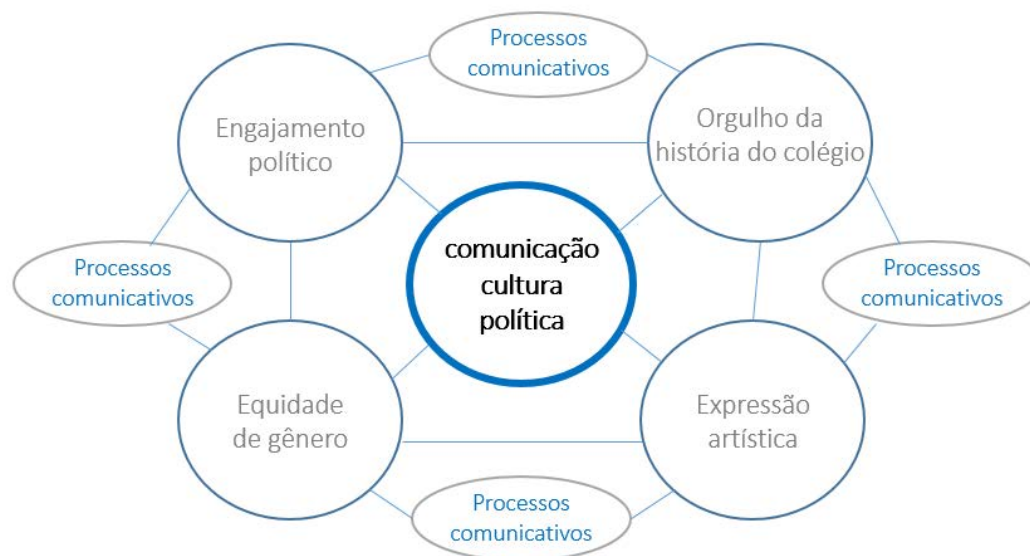 Processos
comunicativos
Engajamento
político
Orgulho da
história do colégio
comunicação
cultura
política
Processos
comunicativos
Processos
comunicativos
Equidade
de gênero
Expressão
artística
Processos
comunicativos